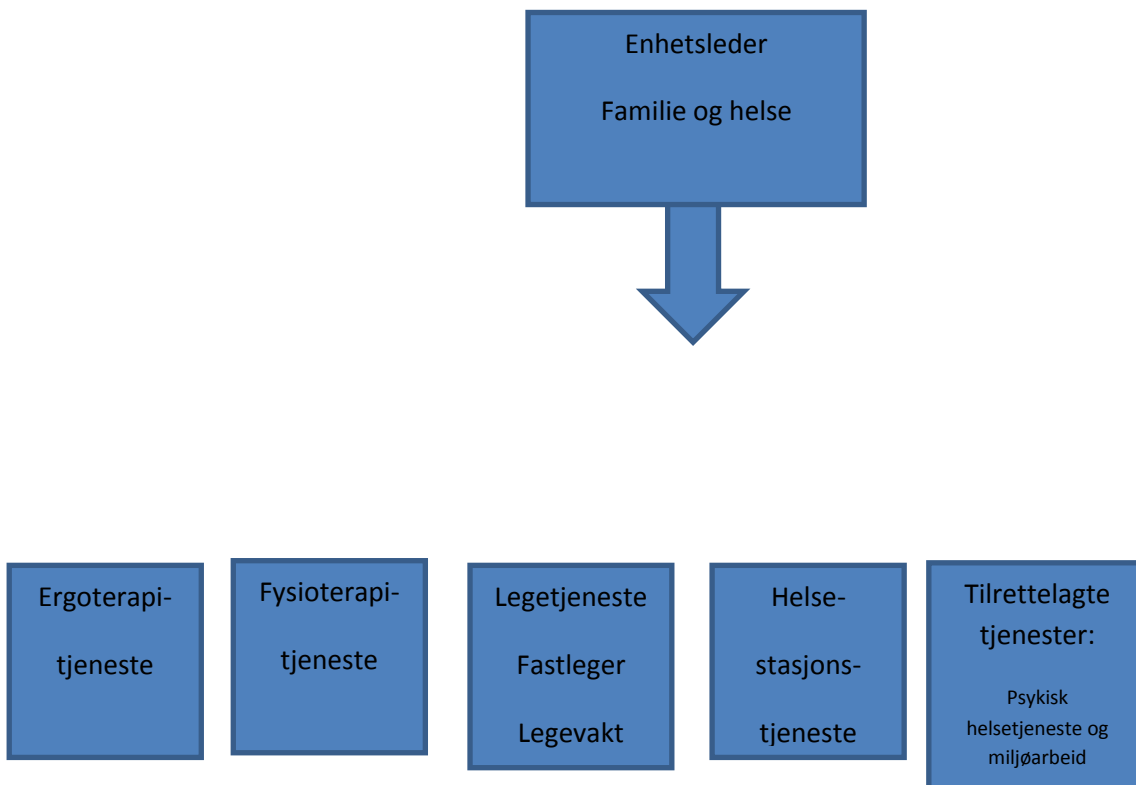 Enhetsleder
Familie og helse
Ergoterapi-
tjeneste
Fysioterapi-
tjeneste
Legetjeneste
Fastleger
Legevakt
Helse-
stasjons-
tjeneste
Tilrettelagte
tjenester:
Psykisk
helsetjeneste og
miljøarbeid